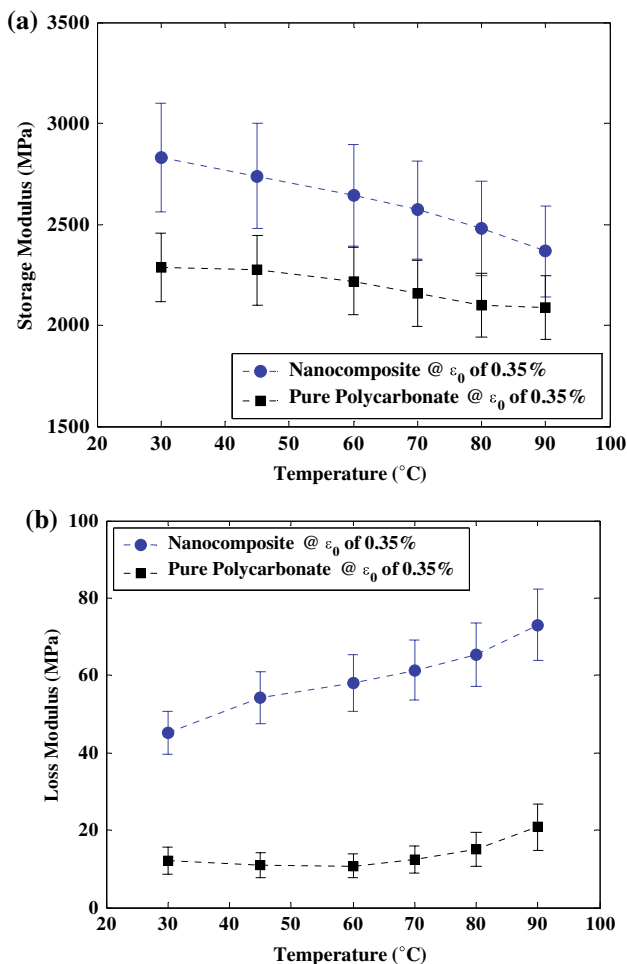 (a)
3500
3000
2500
2000
1500
Storage Modulus (MPa)
Nanocomposite @ ε0 of 0.35%
Pure Polycarbonate @ ε0 of 0.35%
20 30 40 50 60 70 80 90 100
Temperature (°C)
(b)
100
80
60
40
20
0
Loss Modulus (MPa)
Nanocomposite @ ε0 of 0.35%
Pure Polycarbonate @ ε0 of 0.35%
20 30 40 50 60 70 80 90 100
Temperature (°C)